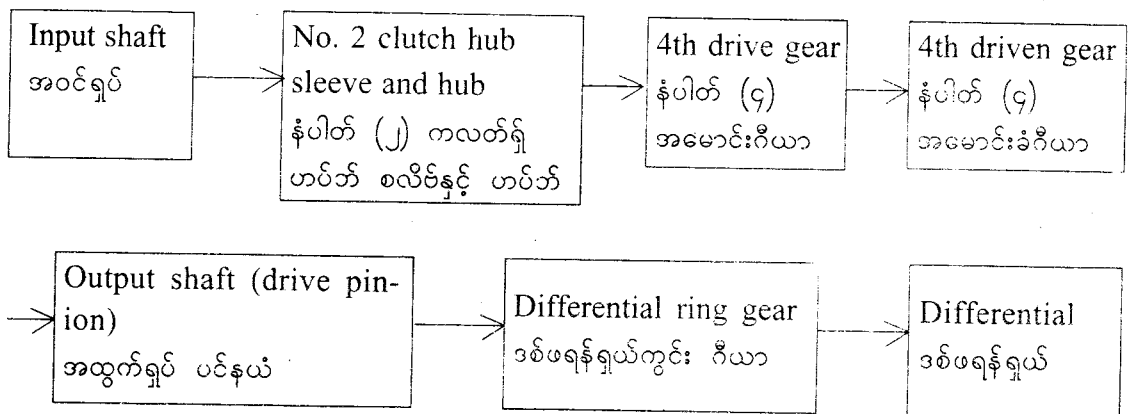 Input shaft
အဝင်ရှပ်
No. 2 clutch hub
sleeve and hub
နံပါတ် (၂) ကလတ်ရှ်
ဟပ်ဘ် စလိဗ်နှင့် ဟပ်ဘ်
4th drive gear
နံပါတ် (၄)
အမောင်းဂီယာ
4th driven gear
နံပါတ် (၄)
အမောင်းခံဂီယာ
Output shaft (drive pin-
ion)
အထွက်ရှပ် ပင်နယံ
Differential ring gear
ဒစ်ဖရန်ရှယ်ကွင်း ဂီယာ
Differential
ဒစ်ဖရန်ရှယ်